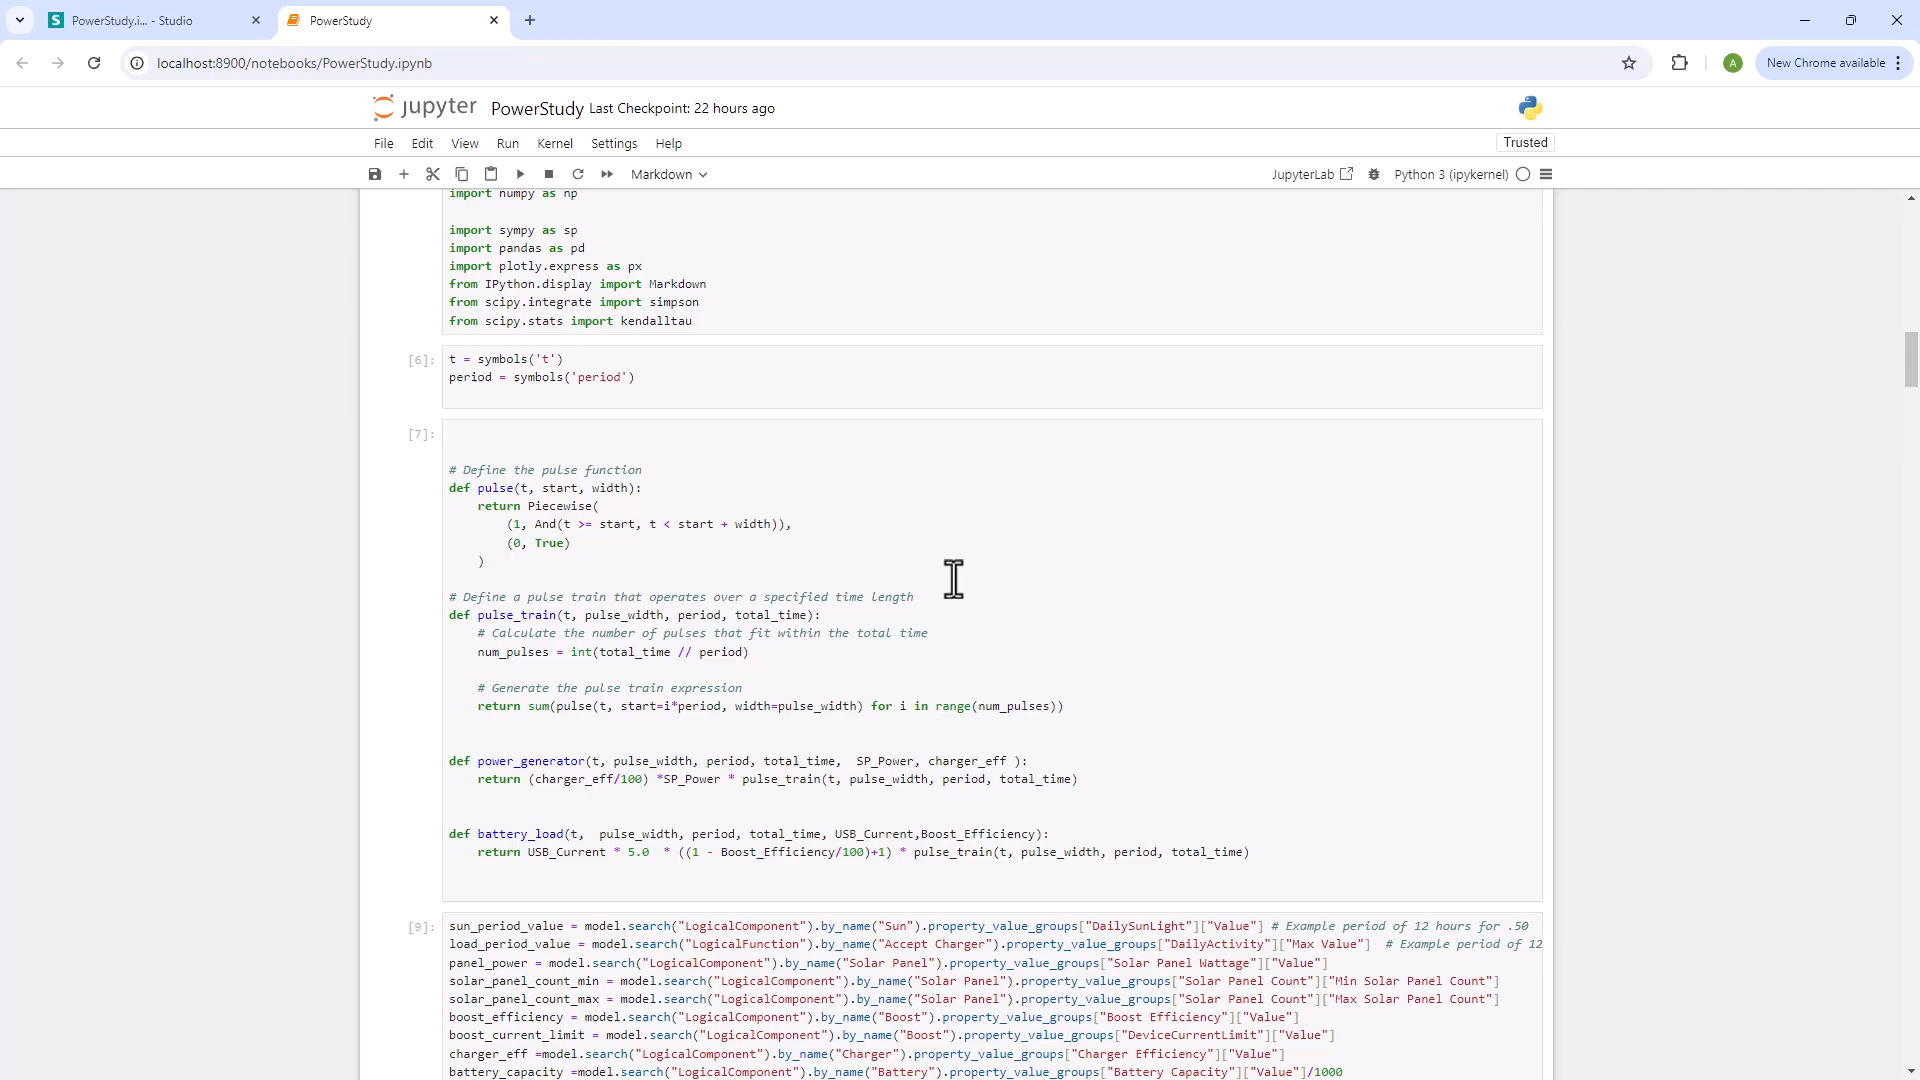 PowerStudy.i... - Studio
PowerStudy
localhost:8900/notebooks/PowerStudy.ipynb
A
New Chrome available
jupyter PowerStudy Last Checkpoint: 22 hours ago
File Edit View Run Kernel Settings Help
Trusted
Markdown
JupyterLab
Python 3 (ipykernel)
import numpy as np
import sympy as sp
import pandas as pd
import plotly.express as px
from IPython.display import Markdown
from scipy.integrate import simpson
from scipy.stats import kendalltau
[6]:
t = symbols('t')
period = symbols('period')
[7]:
# Define the pulse function
def pulse(t, start, width):
    return Piecewise(
        (1, And(t >= start, t < start + width)),
        (0, True)
    )
# Define a pulse train that operates over a specified time length
def pulse_train(t, pulse_width, period, total_time):
    # Calculate the number of pulses that fit within the total time
    num_pulses = int(total_time // period)
    # Generate the pulse train expression
    return sum(pulse(t, start=i*period, width=pulse_width) for i in range(num_pulses))
def power_generator(t, pulse_width, period, total_time,  SP_Power, charger_eff ):
    return (charger_eff/100) *SP_Power * pulse_train(t, pulse_width, period, total_time)
def battery_load(t,  pulse_width, period, total_time, USB_Current,Boost_Efficiency):
    return USB_Current * 5.0  * ((1 - Boost_Efficiency/100)+1) * pulse_train(t, pulse_width, period, total_time)
[9]:
sun_period_value = model.search("LogicalComponent").by_name("Sun").property_value_groups["DailySunLight"]["Value"] # Example period of 12 hours for .50
load_period_value = model.search("LogicalFunction").by_name("Accept Charger").property_value_groups["DailyActivity"]["Max Value"]  # Example period of 12
panel_power = model.search("LogicalComponent").by_name("Solar Panel").property_value_groups["Solar Panel Wattage"]["Value"]
solar_panel_count_min = model.search("LogicalComponent").by_name("Solar Panel").property_value_groups["Solar Panel Count"]["Min Solar Panel Count"]
solar_panel_count_max = model.search("LogicalComponent").by_name("Solar Panel").property_value_groups["Solar Panel Count"]["Max Solar Panel Count"]
boost_efficiency = model.search("LogicalComponent").by_name("Boost").property_value_groups["Boost Efficiency"]["Value"]
boost_current_limit = model.search("LogicalComponent").by_name("Boost").property_value_groups["DeviceCurrentLimit"]["Value"]
charger_eff =model.search("LogicalComponent").by_name("Charger").property_value_groups["Charger Efficiency"]["Value"]
battery_capacity =model.search("LogicalComponent").by_name("Battery").property_value_groups["Battery Capacity"]["Value"]/1000